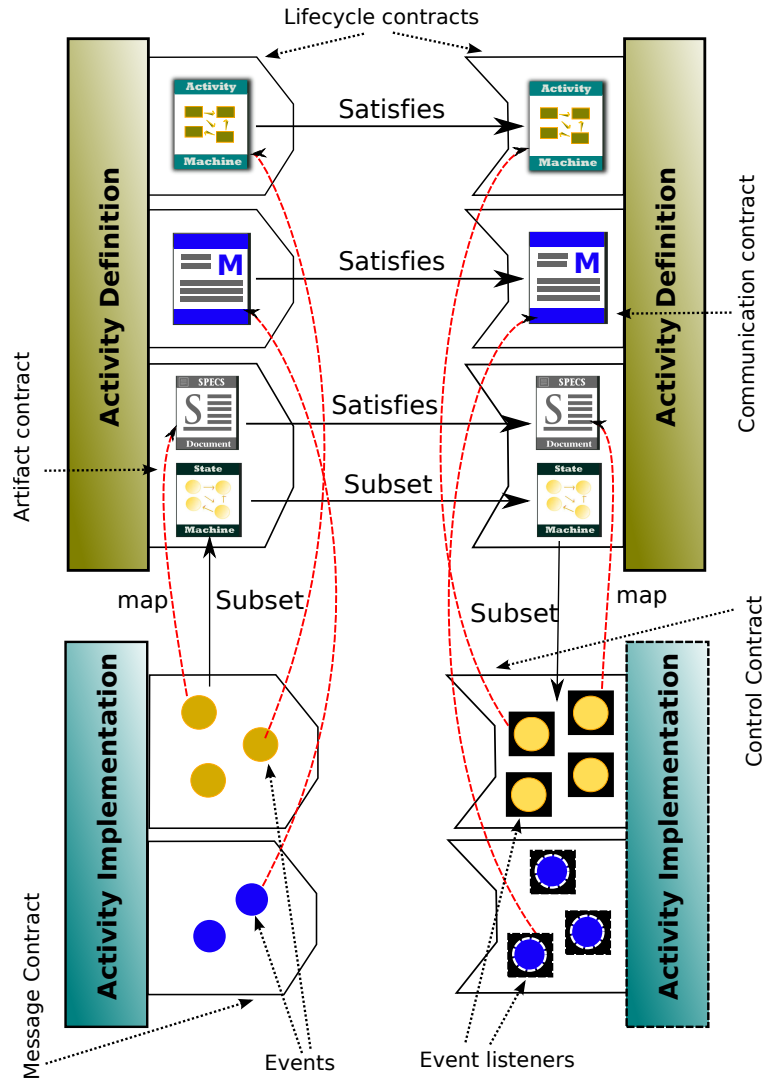 Lifecycle contracts
Activity
Machine
Satisfies
Activity
Machine
M
Satisfies
M
Activity Definition
Activity Definition
Communication contract
Artifact contract
SPECS
S
Document
Satisfies
SPECS
S
Document
State
Machine
Subset
State
Machine
map
Subset
Subset
map
Control Contract
Activity Implementation
Activity Implementation
Message Contract
Events
Event listeners